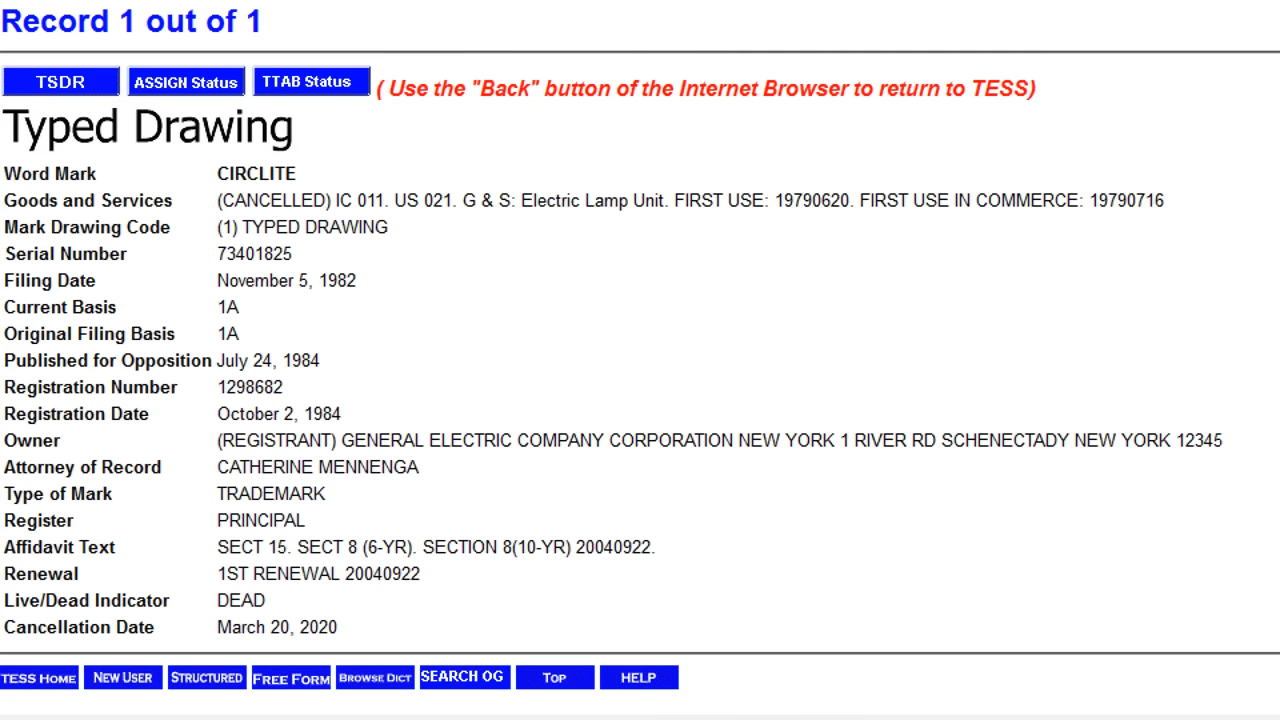 Record 1 out of 1
TSDR ASSIGN Status TTAB Status ( Use the "Back" button of the Internet Browser to return to TESS)
Typed Drawing
Word Mark CIRCLITE
Goods and Services (CANCELLED) IC 011. US 021. G & S: Electric Lamp Unit. FIRST USE: 19790620. FIRST USE IN COMMERCE: 19790716
Mark Drawing Code (1) TYPED DRAWING
Serial Number 73401825
Filing Date November 5, 1982
Current Basis 1A
Original Filing Basis 1A
Published for Opposition July 24, 1984
Registration Number 1298682
Registration Date October 2, 1984
Owner (REGISTRANT) GENERAL ELECTRIC COMPANY CORPORATION NEW YORK 1 RIVER RD SCHENECTADY NEW YORK 12345
Attorney of Record CATHERINE MENNENGA
Type of Mark TRADEMARK
Register PRINCIPAL
Affidavit Text SECT 15. SECT 8 (6-YR). SECTION 8(10-YR) 20040922.
Renewal 1ST RENEWAL 20040922
Live/Dead Indicator DEAD
Cancellation Date March 20, 2020
TESS HOME NEW USER STRUCTURED FREE FORM BROWSE DICT SEARCH OG TOP HELP